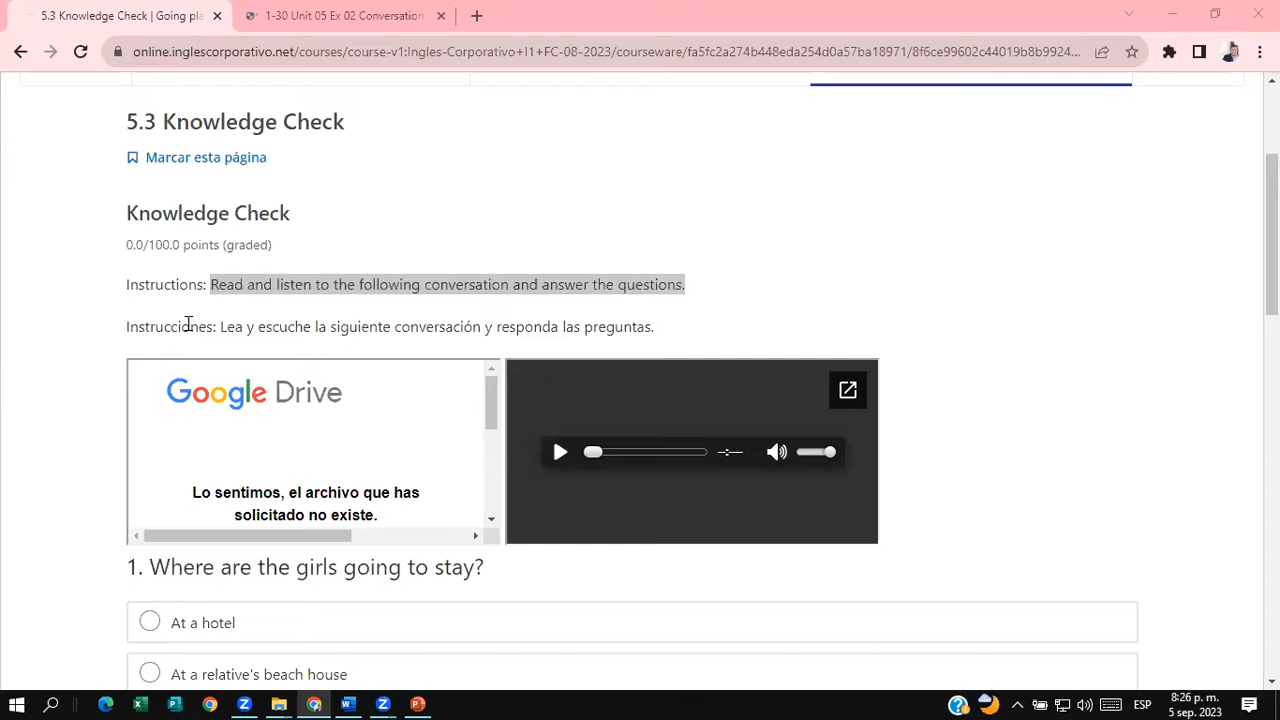 5.3 Knowledge Check | Going pla
1-30 Unit 05 Ex 02 Conversation
online.inglescorporativo.net/courses/course-v1:Ingles-Corporativo+I1+FC-08-2023/courseware/fa5fc2a274b448eda254d0a57ba18971/8f6ce99602c44019b8b9924...
5.3 Knowledge Check
Marcar esta página
Knowledge Check
0.0/100.0 points (graded)
Instructions: Read and listen to the following conversation and answer the questions.
Instrucciones: Lea y escuche la siguiente conversación y responda las preguntas.
Google Drive
Lo sentimos, el archivo que has
solicitado no existe.
-:--
1. Where are the girls going to stay?
At a hotel
At a relative's beach house
ESP
8:26 p. m.
5 sep. 2023